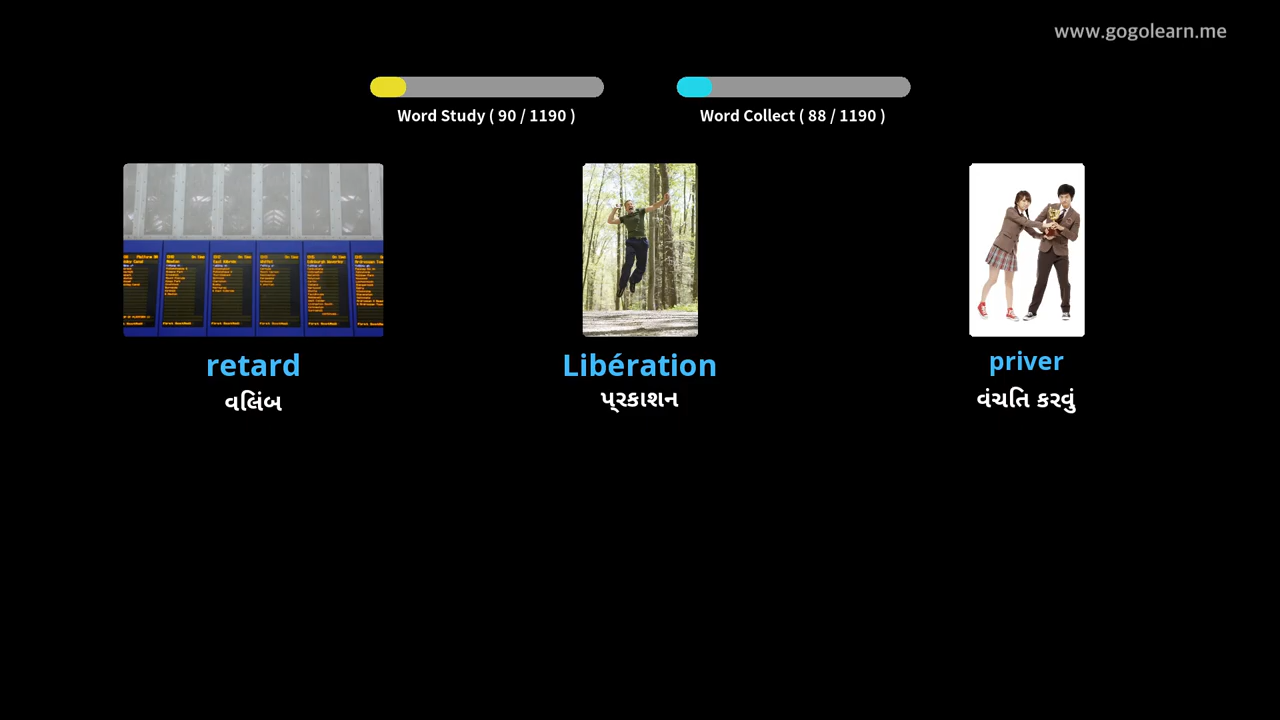 www.gogolearn.me
Word Study ( 90 / 1190 )
Word Collect ( 88 / 1190 )
retard
વલિંબ
Libération
પ્રકાશન
priver
વંચતિ કરવું